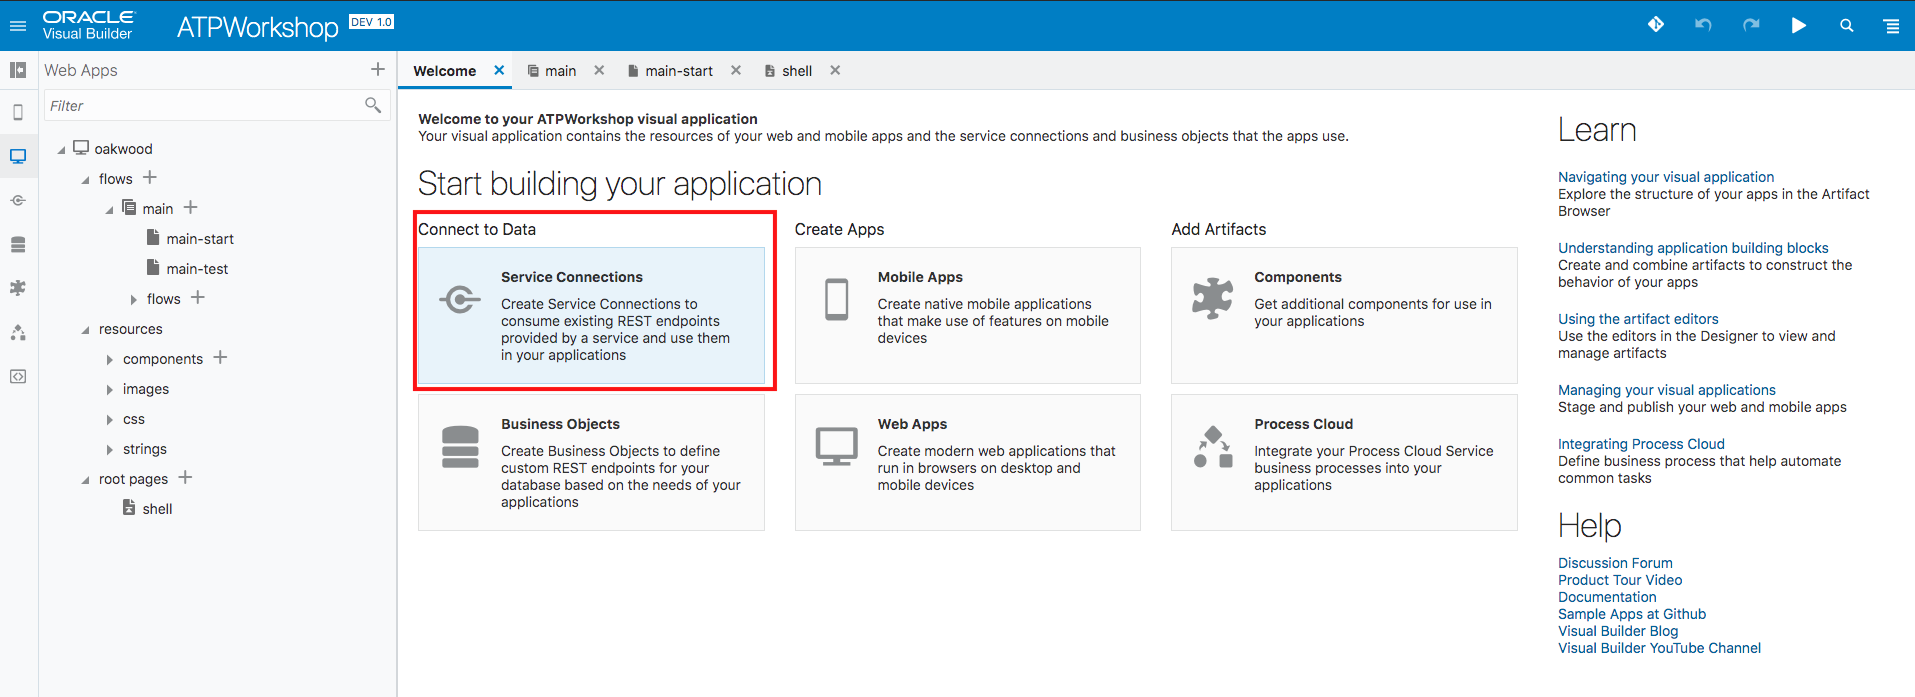 ORACLE
Visual Builder
ATPWorkshop DEV 1.0
Web Apps
Filter
oakwood
flows
main
main-start
main-test
flows
resources
components
images
css
strings
root pages
shell
Welcome main main-start shell
Welcome to your ATPWorkshop visual application
Your visual application contains the resources of your web and mobile apps and the service connections and business objects that the apps use.
Start building your application
Connect to Data
Service Connections
Create Service Connections to
consume existing REST endpoints
provided by a service and use them
in your applications
Business Objects
Create Business Objects to define
custom REST endpoints for your
database based on the needs of your
applications
Create Apps
Mobile Apps
Create native mobile applications
that make use of features on mobile
devices
Web Apps
Create modern web applications that
run in browsers on desktop and
mobile devices
Add Artifacts
Components
Get additional components for use in
your applications
Process Cloud
Integrate your Process Cloud Service
business processes into your
applications
Learn
Navigating your visual application
Explore the structure of your apps in the Artifact
Browser
Understanding application building blocks
Create and combine artifacts to construct the
behavior of your apps
Using the artifact editors
Use the editors in the Designer to view and
manage artifacts
Managing your visual applications
Stage and publish your web and mobile apps
Integrating Process Cloud
Define business process that help automate
common tasks
Help
Discussion Forum
Product Tour Video
Documentation
Sample Apps at Github
Visual Builder Blog
Visual Builder YouTube Channel